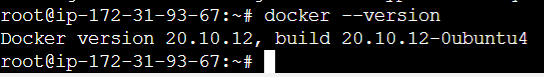 root@ip-172-31-93-67:~# docker --version
Docker version 20.10.12, build 20.10.12-0ubuntu4
root@ip-172-31-93-67:~#